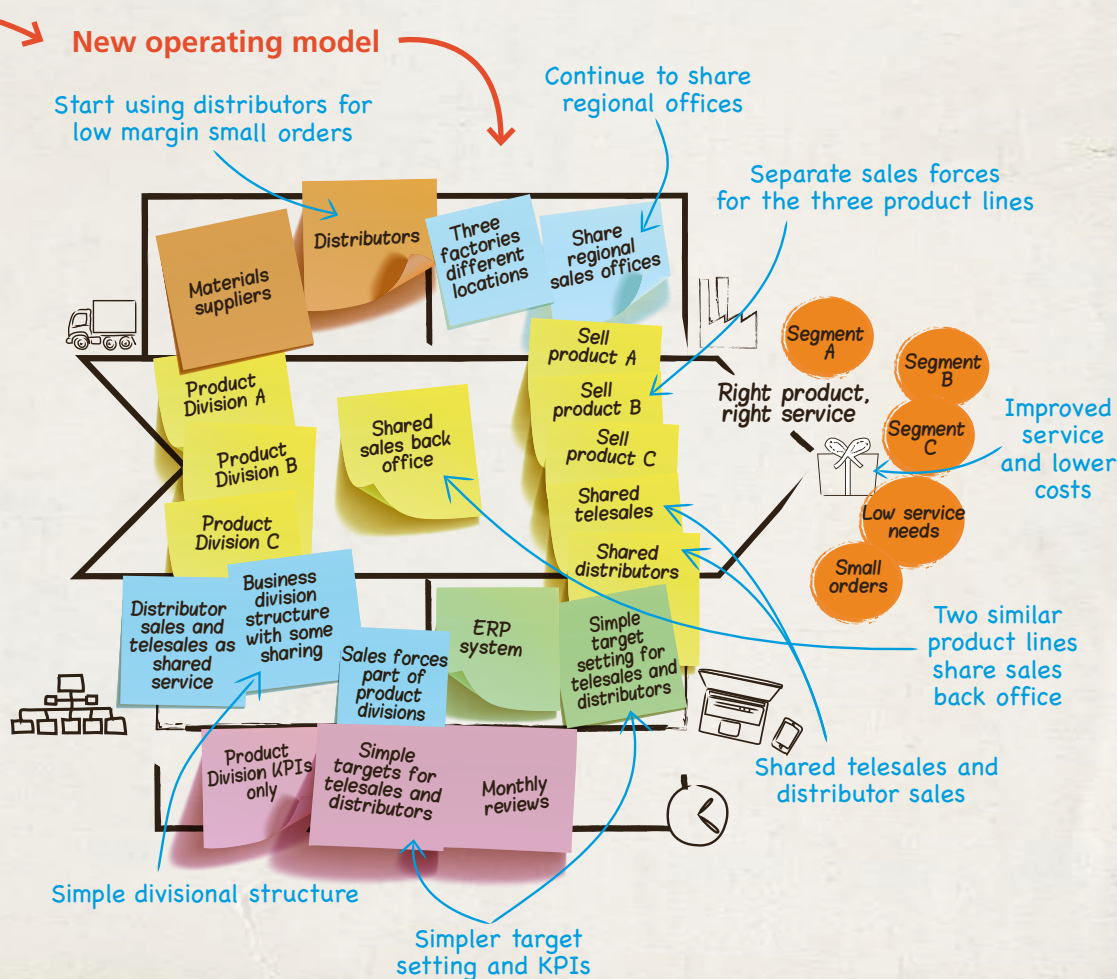 New operating model
Start using distributors for
low margin small orders
Continue to share
regional offices
Separate sales forces
for the three product lines
Materials
suppliers
Distributors
Three
factories
different
locations
Share
regional
sales offices
Product
Division A
Product
Division B
Product
Division C
Shared
sales back
office
Sell
product A
Sell
product B
Sell
product C
Shared
telesales
Shared
distributors
Right product,
right service
Segment
A
Segment
B
Segment
C
Low service
needs
Small
orders
Improved
service
and lower
costs
Distributor
sales and
telesales as
shared
service
Business
division
structure
with some
sharing
Sales forces
part of
product
divisions
ERP
system
Simple
target
setting for
telesales and
distributors
Two similar
product lines
share sales
back office
Product
Division KPIs
only
Simple
targets for
telesales and
distributors
Monthly
reviews
Shared telesales and
distributor sales
Simple divisional structure
Simpler target
setting and KPIs